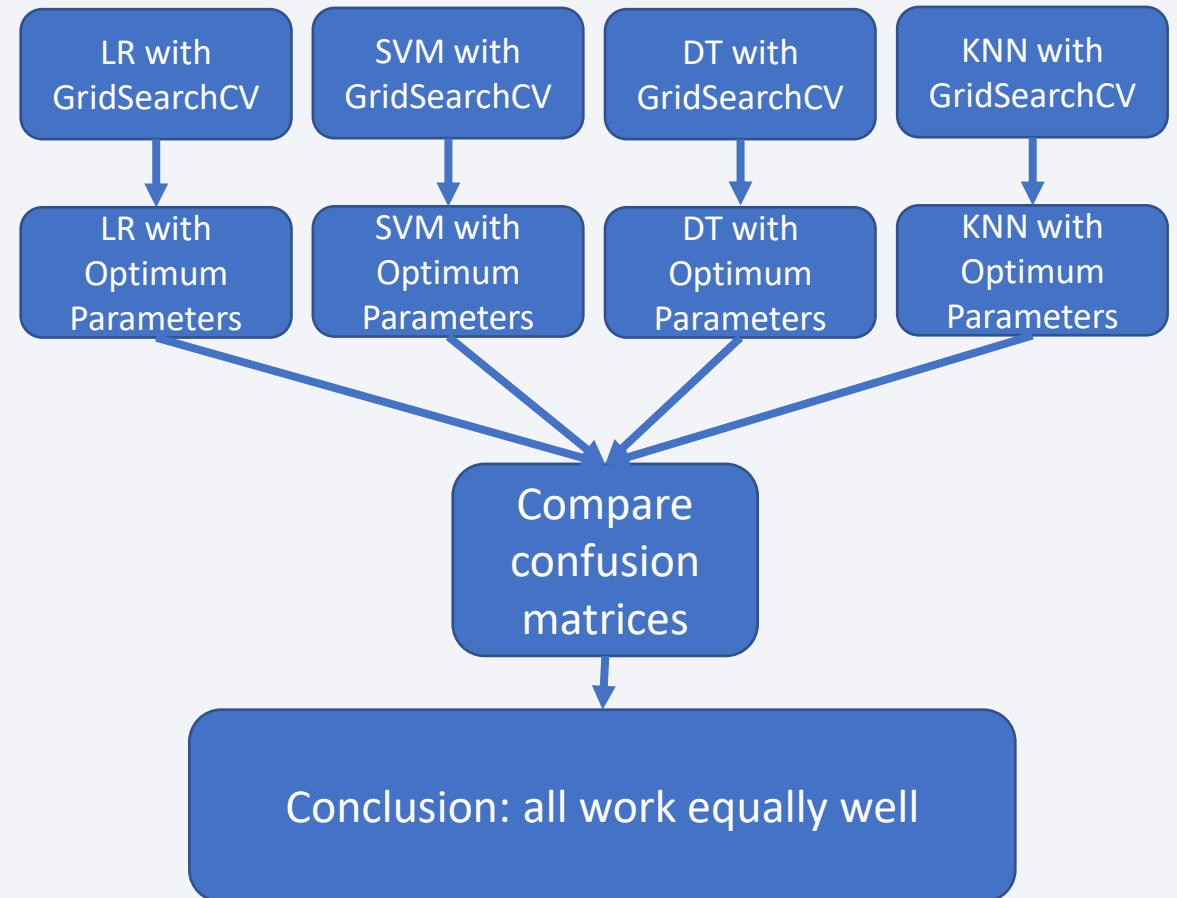 LR with
GridSearchCV
SVM with
GridSearchCV
DT with
GridSearchCV
KNN with
GridSearchCV
LR with
Optimum
Parameters
SVM with
Optimum
Parameters
DT with
Optimum
Parameters
KNN with
Optimum
Parameters
Compare
confusion
matrices
Conclusion: all work equally well